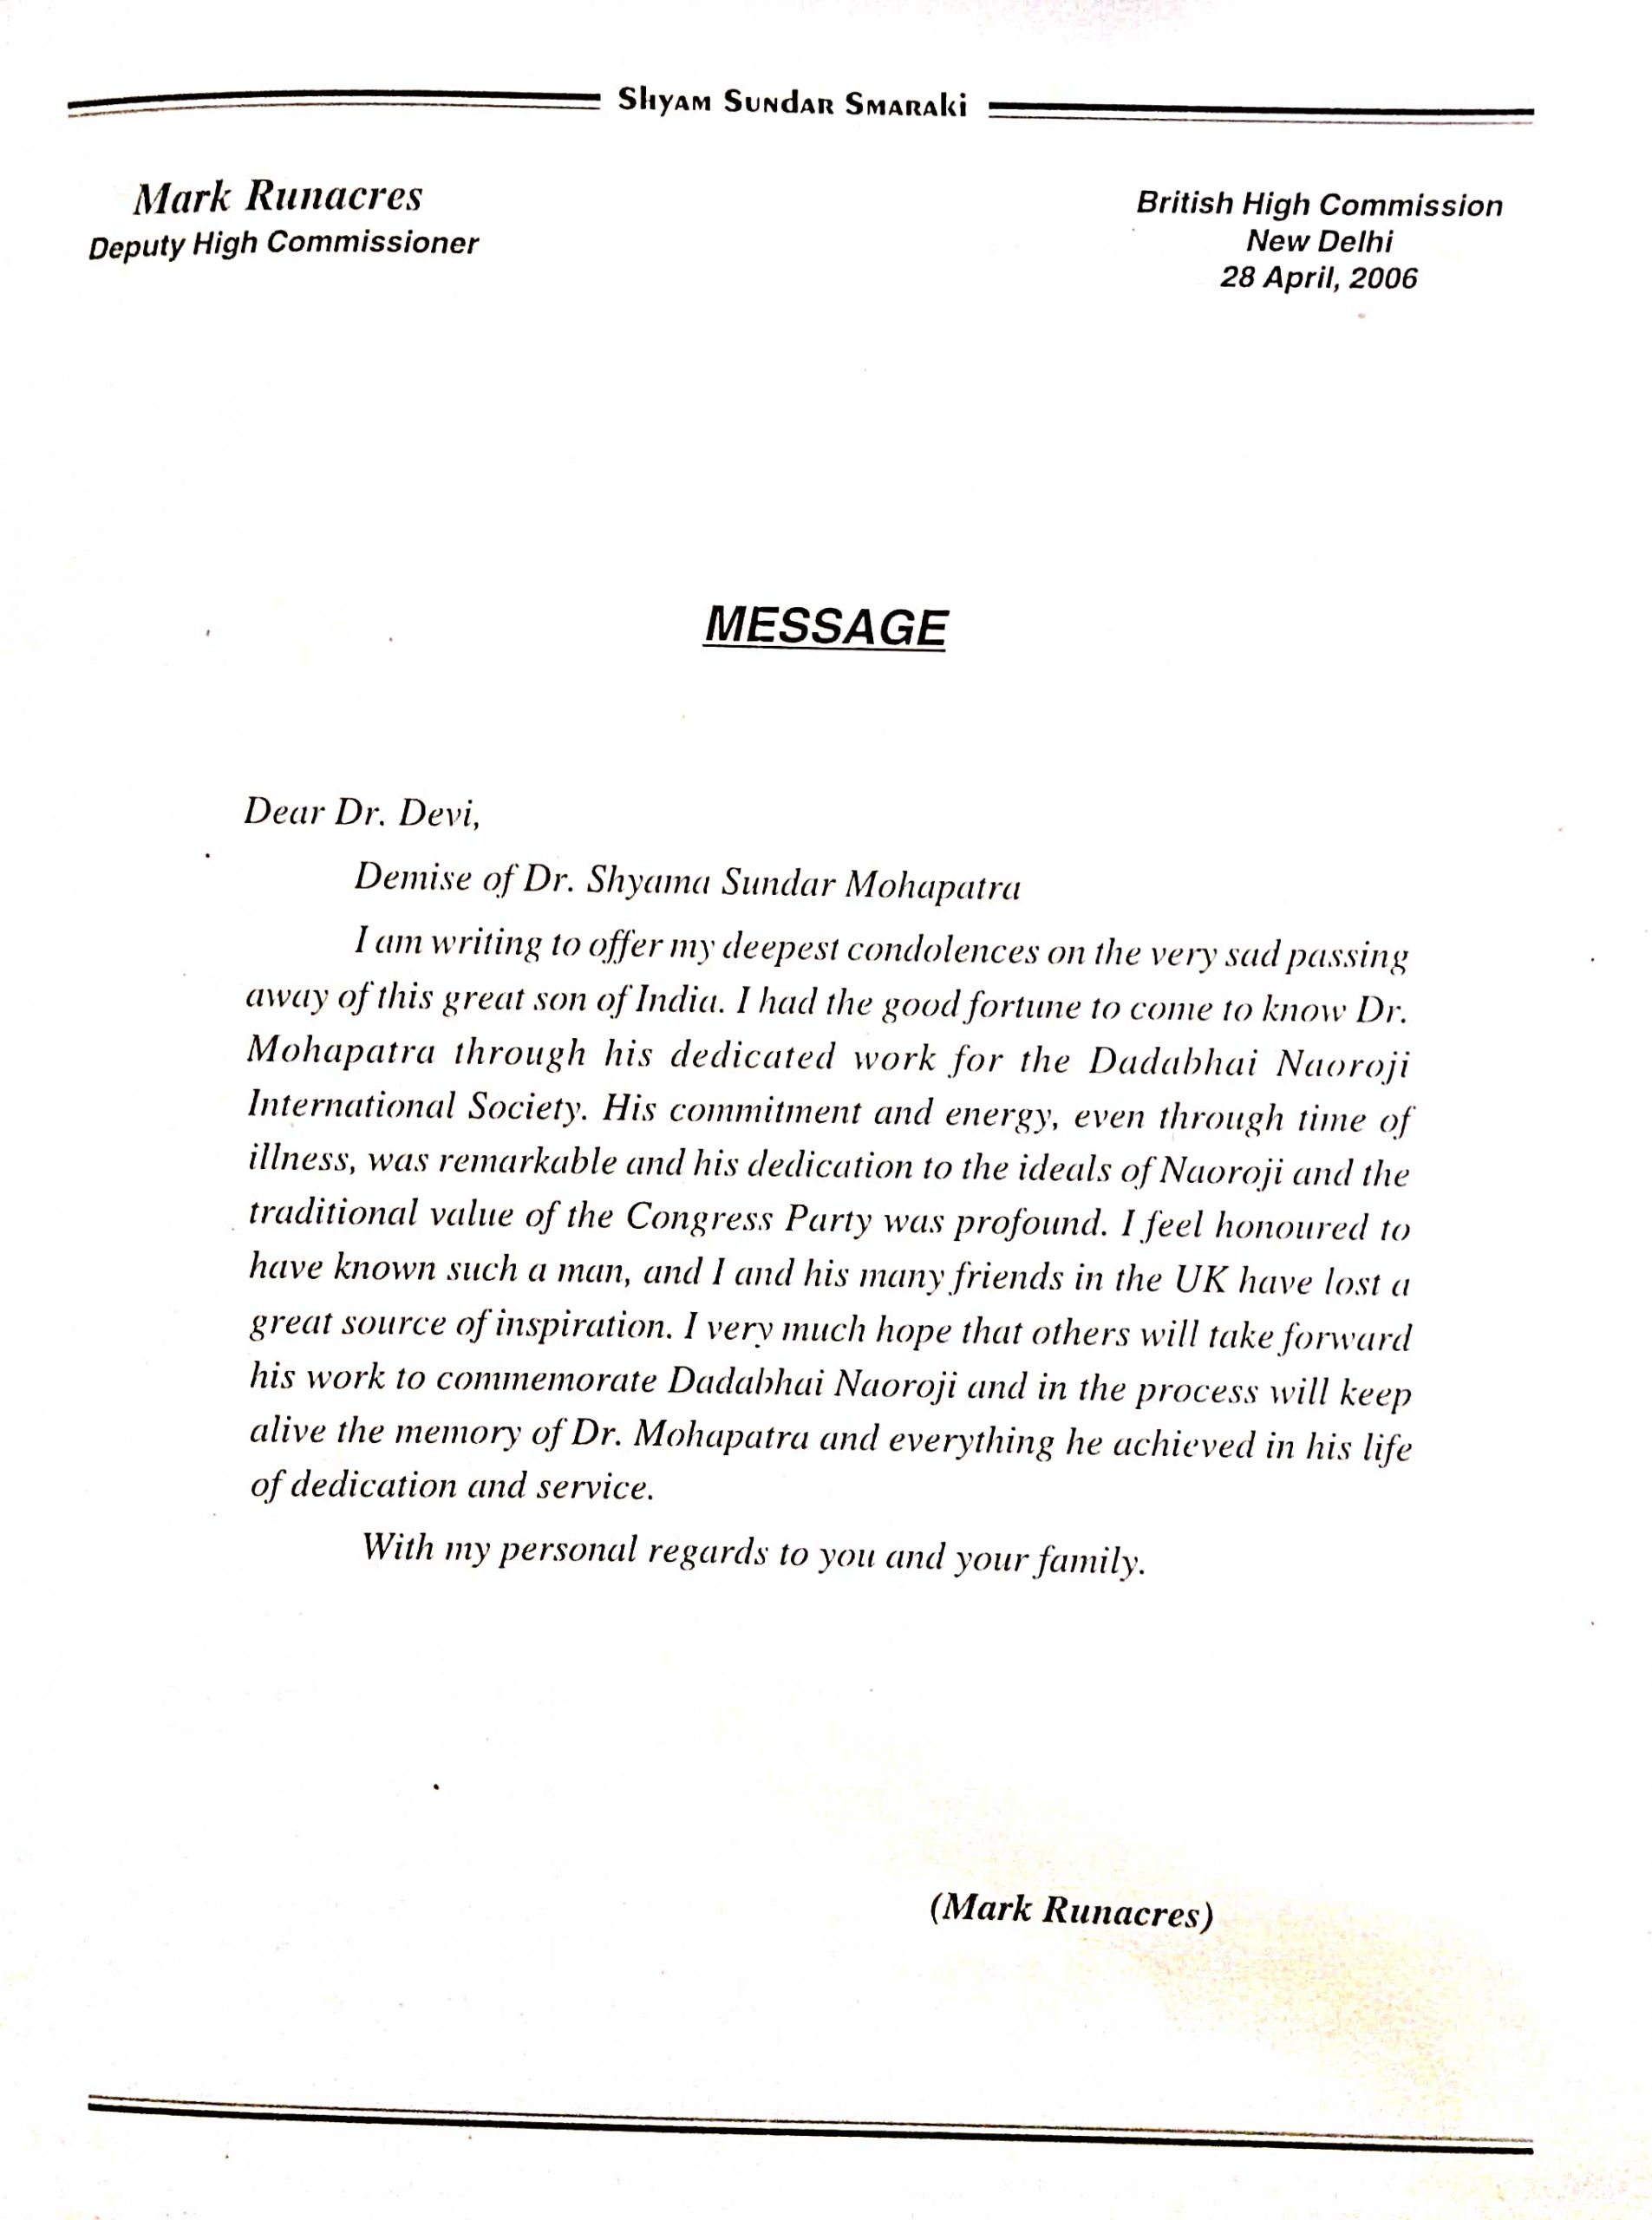 Shyam Sundar Smaraki
Mark Runacres
Deputy High Commissioner
British High Commission
New Delhi
28 April, 2006
MESSAGE
Dear Dr. Devi,
Demise of Dr. Shyama Sundar Mohapatra
I am writing to offer my deepest condolences on the very sad passing
away of this great son of India. I had the good fortune to come to know Dr.
Mohapatra through his dedicated work for the Dadabhai Naoroji
International Society. His commitment and energy, even through time of
illness, was remarkable and his dedication to the ideals of Naoroji and the
traditional value of the Congress Party was profound. I feel honoured to
have known such a man, and I and his many friends in the UK have lost a
great source of inspiration. I very much hope that others will take forward
his work to commemorate Dadabhai Naoroji and in the process will keep
alive the memory of Dr. Mohapatra and everything he achieved in his life
of dedication and service.
With my personal regards to you and your family.
(Mark Runacres)